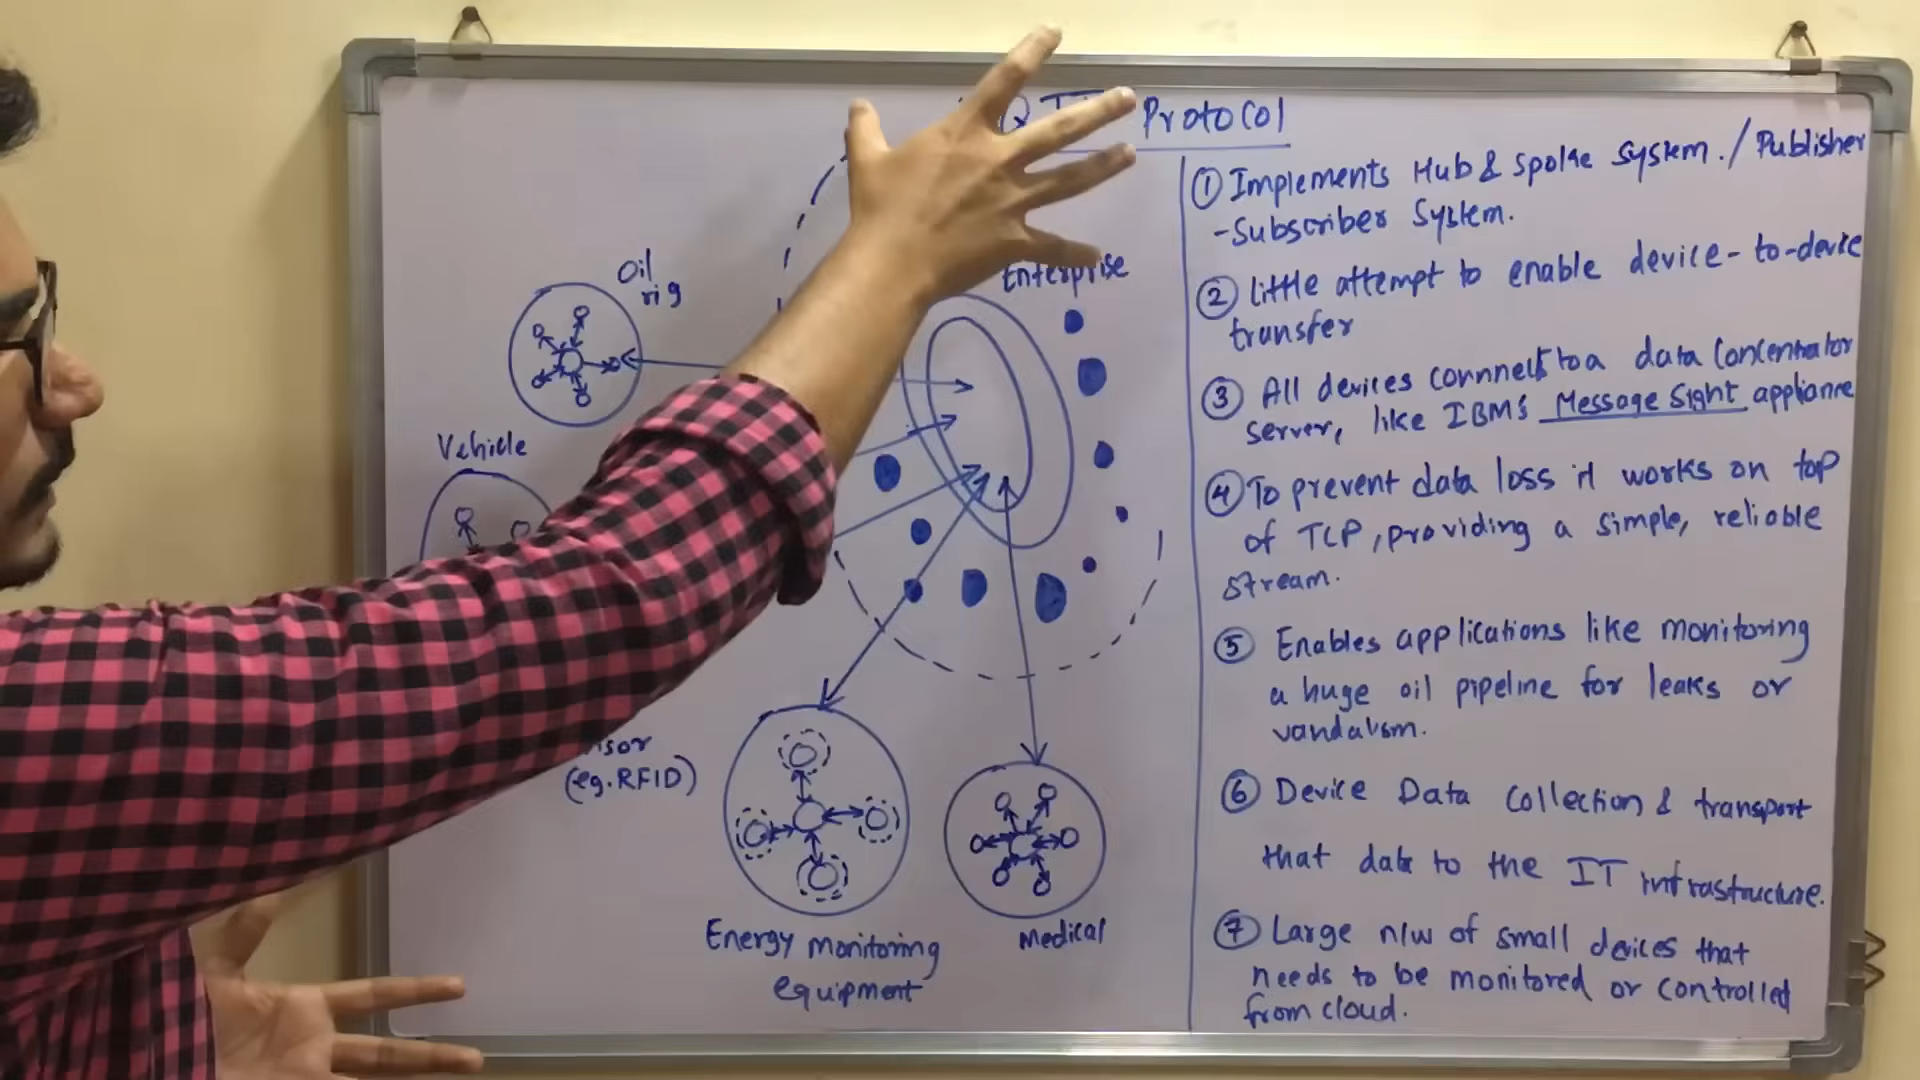 Protocol
Oil
rig
Enterprise
Vehicle
(eg.RFID)
Energy monitoring
equipment
Medical
① Implements Hub & spoke system./Publisher
-Subscriber System.
② little attempt to enable device-to-device
transfer
③ All devices connnects to a data Concentrator
server, like IBM's Message Sight appliance
④ To prevent data loss it works on top
of TCP, providing a simple, reliable
stream.
⑤ Enables applications like monitoring
a huge oil pipeline for leaks or
vandalism.
⑥ Device Data Collection & transport
that data to the IT infrastructure.
⑦ Large n/w of small devices that
needs to be monitored or controlled
from cloud.